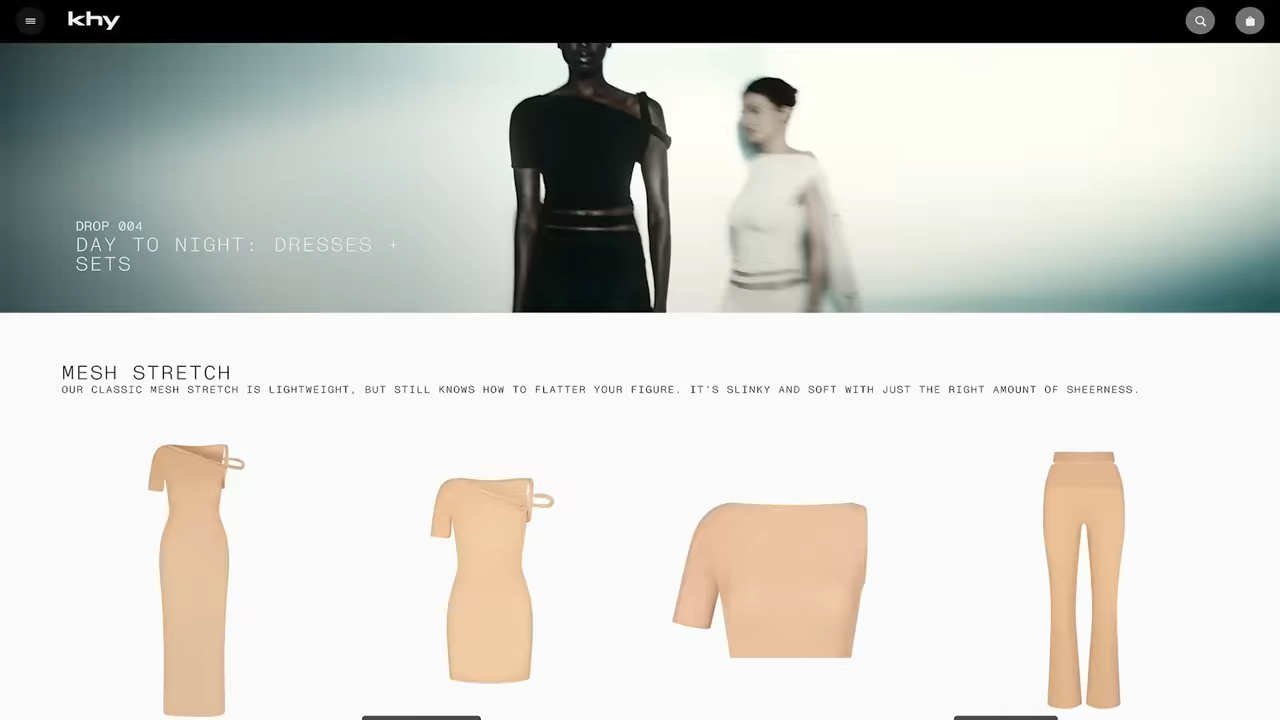 khy
DROP 004
DAY TO NIGHT: DRESSES +
SETS
MESH STRETCH
OUR CLASSIC MESH STRETCH IS LIGHTWEIGHT, BUT STILL KNOWS HOW TO FLATTER YOUR FIGURE. IT'S SLINKY AND SOFT WITH JUST THE RIGHT AMOUNT OF SHEERNESS.